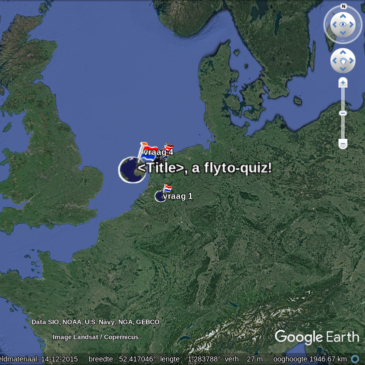 N
vraag 4
<Title>, a flyto-quiz!
vraag 1
Data SIO, NOAA, U.S. Navy, NGA, GEBCO
Image Landsat / Copernicus
Google Earth
eldmateriaal: 14-12-2015 breedte 52.417046° lengte 1.283788° verh 27 m ooghoogte 1946.67 km